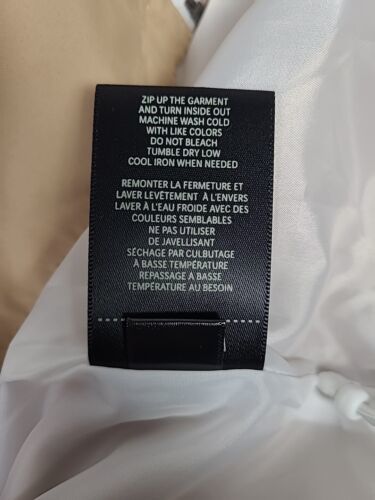 ZIP UP THE GARMENT
AND TURN INSIDE OUT
MACHINE WASH COLD
WITH LIKE COLORS
DO NOT BLEACH
TUMBLE DRY LOW
COOL IRON WHEN NEEDED
REMONTER LA FERMETURE ET
LAVER LEVÊTEMENT À L'ENVERS
LAVER À L'EAU FROIDE AVEC DES
COULEURS SEMBLABLES
NE PAS UTILISER
DE JAVELLISANT
SÉCHAGE PAR CULBUTAGE
À BASSE TEMPÉRATURE
REPASSAGE À BASSE
TEMPÉRATURE AU BESOIN